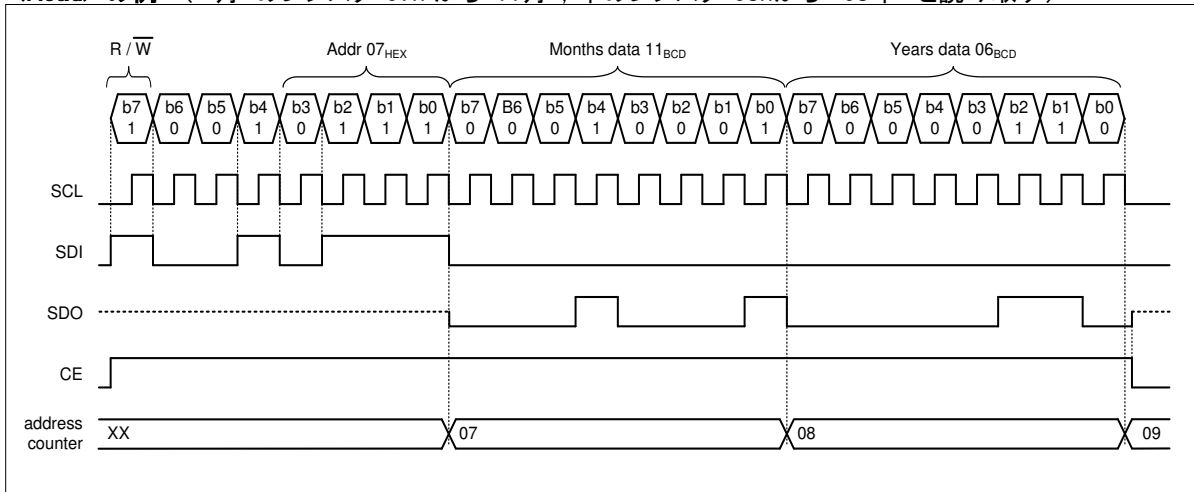 R / W Addr 07HEX Months data 11BCD Years data 06BCD
b7 b6 b5 b4 b3 b2 b1 b0 b7 B6 b5 b4 b3 b2 b1 b0 b7 b6 b5 b4 b3 b2 b1 b0
1 0 0 1 0 1 1 1 0 0 0 1 0 0 0 1 0 0 0 0 0 1 1 0
SCL
SDI
SDO
CE
address
counter
XX 07 08 09